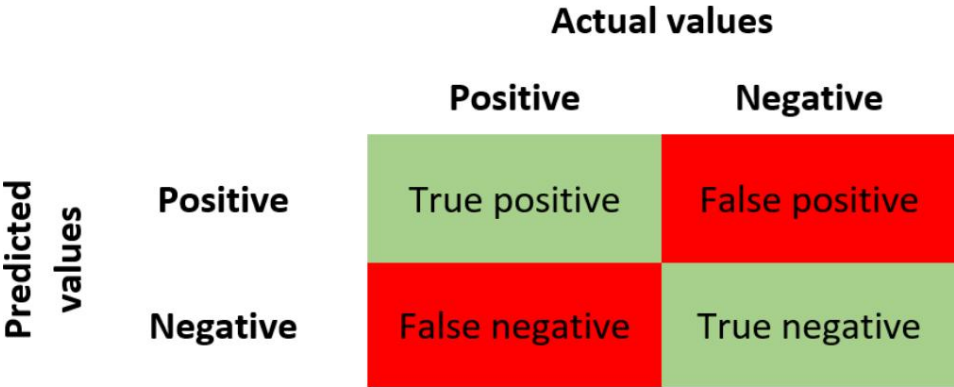 Actual values
Positive Negative
Predicted
values
Positive True positive False positive
Negative False negative True negative